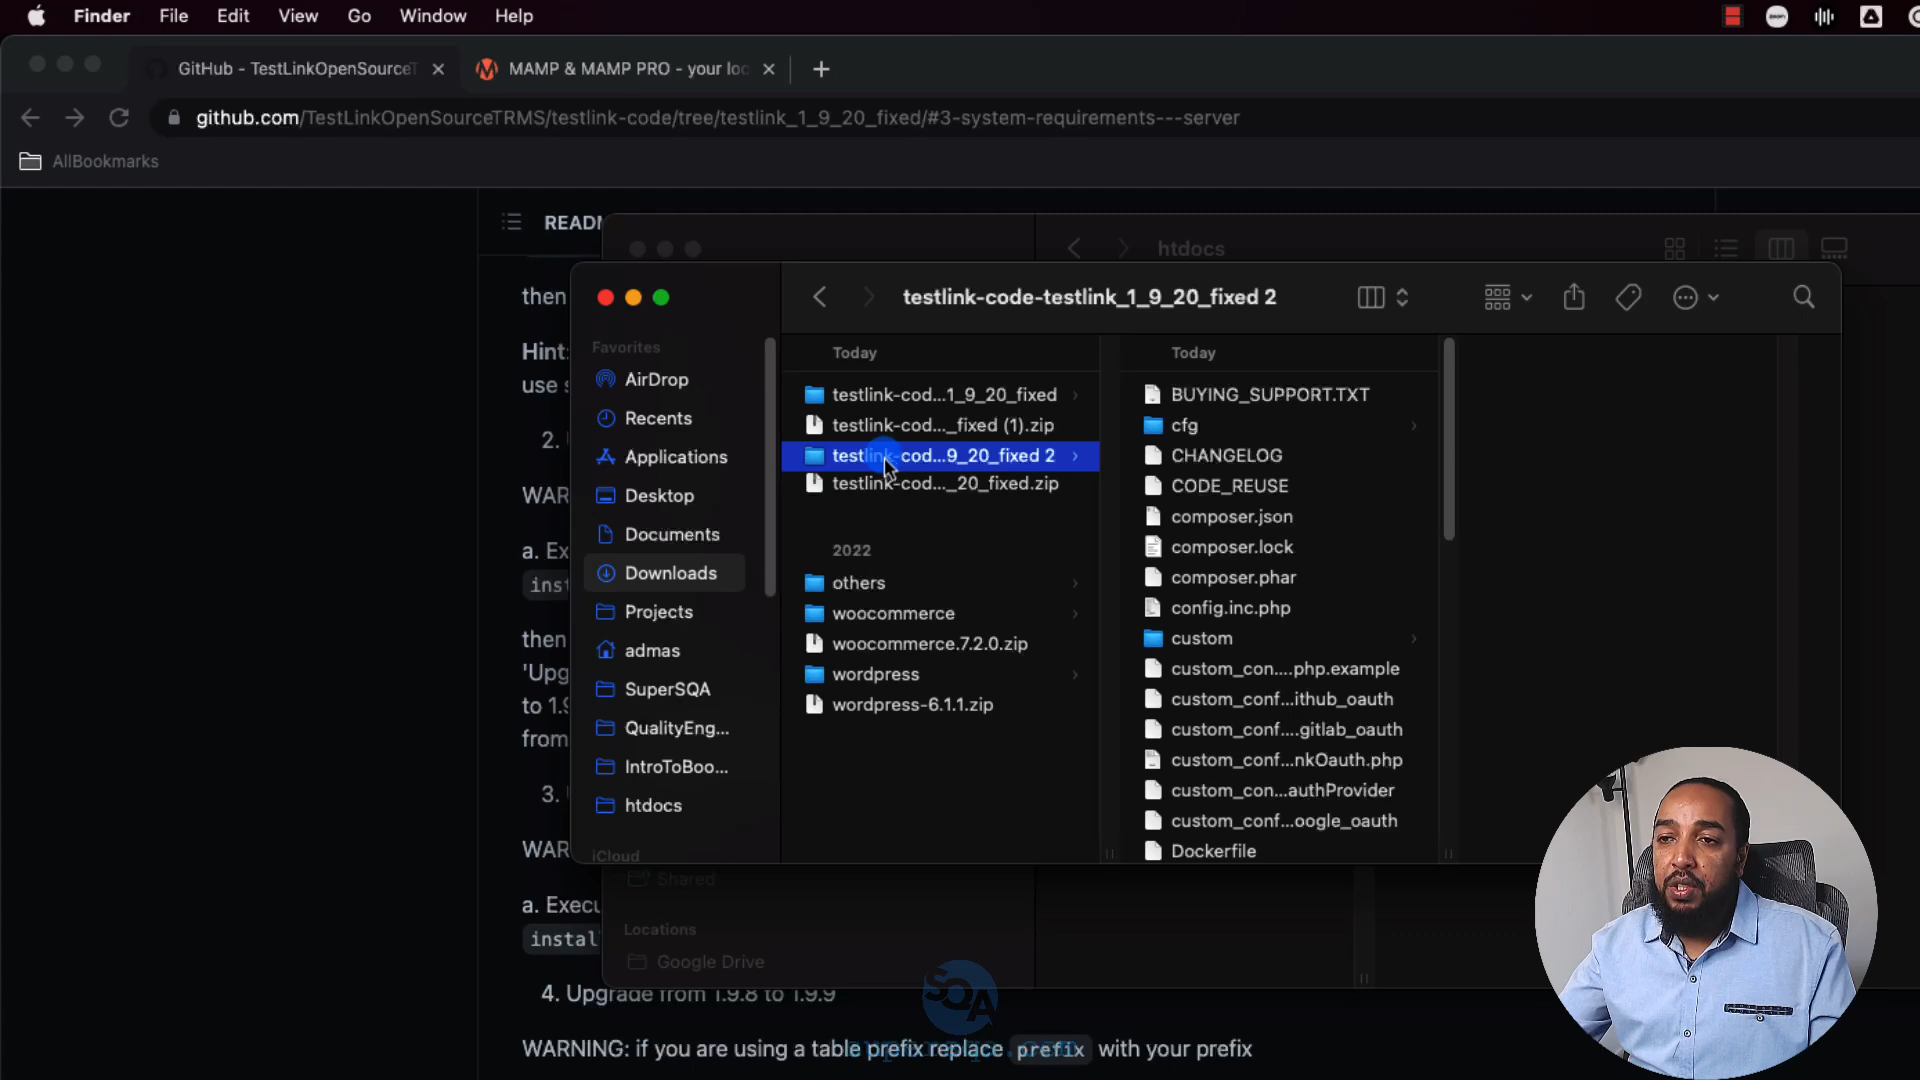 Finder File Edit View Go Window Help
GitHub - TestLinkOpenSourceT MAMP & MAMP PRO - your loc
github.com/TestLinkOpenSourceTRMS/testlink-code/tree/testlink_1_9_20_fixed/#3-system-requirements---server
AllBookmarks
READM
htdocs
then
testlink-code-testlink_1_9_20_fixed 2
Hint:
use s
2.
WAR
a. Ex
inst
then
'Upg
to 1.9
from
3.
WAR
a. Execu
instal
Favorites
AirDrop
Recents
Applications
Desktop
Documents
Downloads
Projects
admas
SuperSQA
QualityEng...
IntroToBoo...
htdocs
iCloud
Shared
Locations
Google Drive
Today
testlink-cod...1_9_20_fixed
testlink-cod..._fixed (1).zip
testlink-cod...9_20_fixed 2
testlink-cod..._20_fixed.zip
2022
others
woocommerce
woocommerce.7.2.0.zip
wordpress
wordpress-6.1.1.zip
Today
BUYING_SUPPORT.TXT
cfg
CHANGELOG
CODE_REUSE
composer.json
composer.lock
composer.phar
config.inc.php
custom
custom_con....php.example
custom_conf...ithub_oauth
custom_conf....gitlab_oauth
custom_conf...nkOauth.php
custom_con...authProvider
custom_conf...oogle_oauth
Dockerfile
4. Upgrade from 1.9.8 to 1.9.9
SQA
WARNING: if you are using a table prefix replace prefix with your prefix